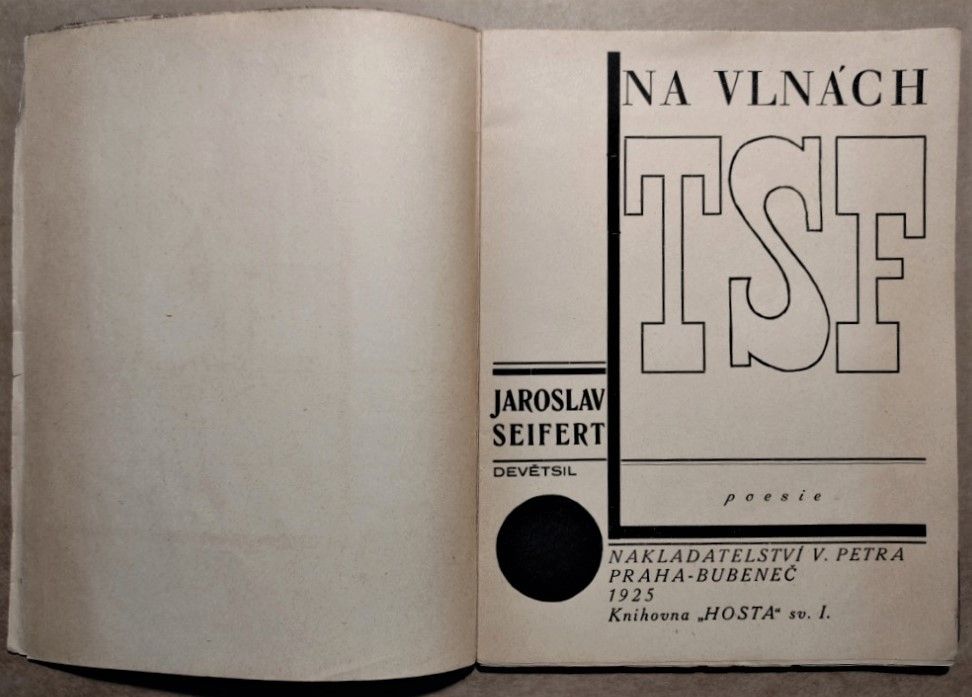 NA VLNÁCH
TSF
JAROSLAV
SEIFERT
DEVĚTSIL
poesie
NAKLADATELSTVÍ V. PETRA
PRAHA-BUBENEČ
1925
Knihovna „HOSTA“ sv. I.